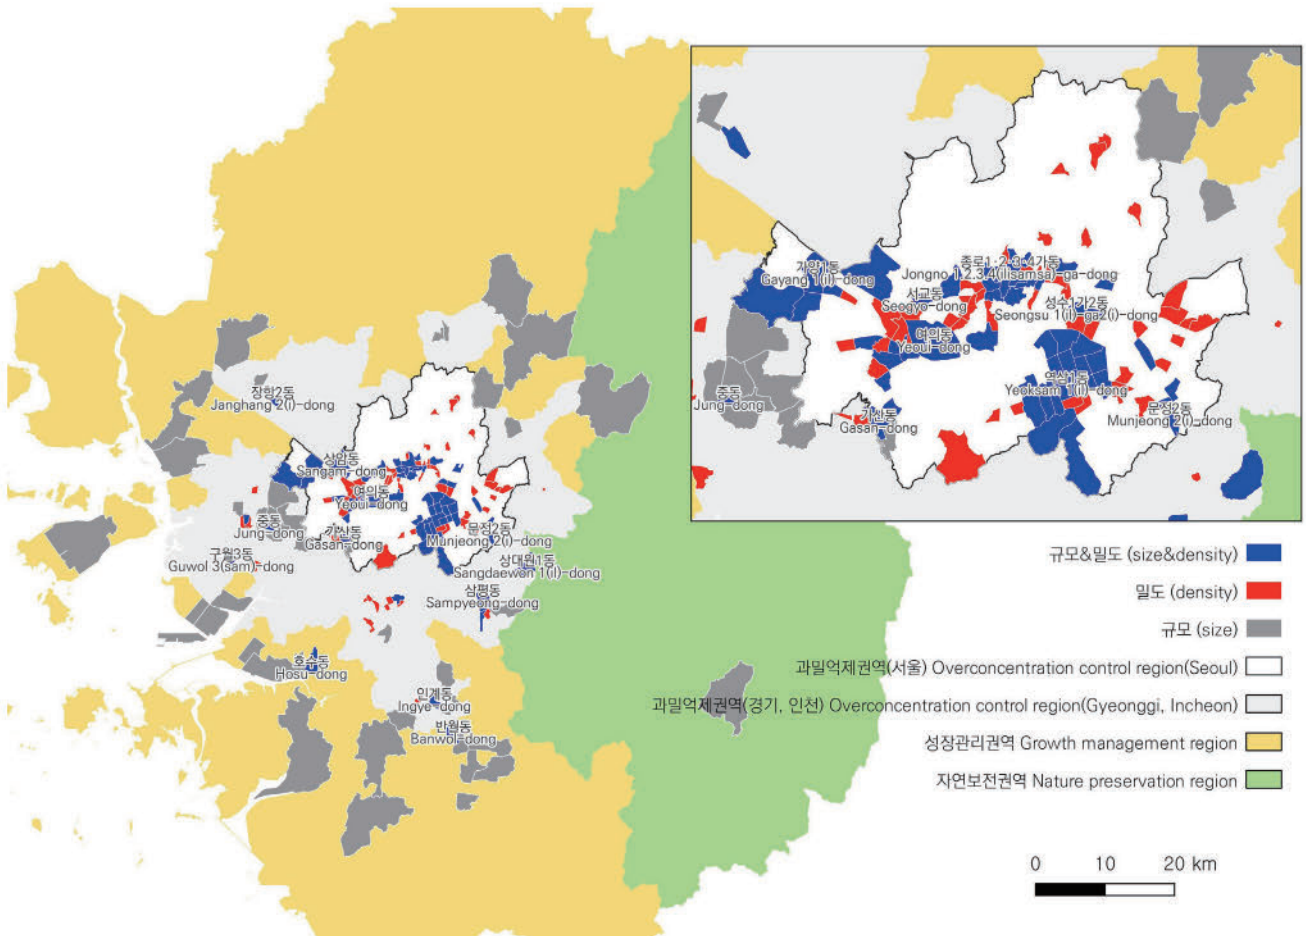 장항2동
Janghang 2(i)-dong
상암동
Sangam-dong
여의동
Yeoui-dong
중동
Jung-dong
가산동
Gasan-dong
문정2동
Munjeong 2(i)-dong
구월3동
Guwol 3(sam)-dong
상대원1동
Sangdaewon 1(il)-dong
삼평동
Sampyeong-dong
호수동
Hosu-dong
인계동
Ingye-dong
반월동
Banwol-dong
가양1동
Gayang 1(il)-dong
종로1·2·3·4가동
Jongno 1,2,3,4(ilisamsa)-ga-dong
서교동
Seogyo-dong
성수1가2동
Seongsu 1(il)-ga2(i)-dong
여의동
Yeoui-dong
중동
Jung-dong
역삼1동
Yeoksam 1(il)-dong
가산동
Gasan-dong
문정2동
Munjeong 2(i)-dong
규모&밀도 (size&density)
밀도 (density)
규모 (size)
과밀억제권역(서울) Overconcentration control region(Seoul)
과밀억제권역(경기, 인천) Overconcentration control region(Gyeonggi, Incheon)
성장관리권역 Growth management region
자연보전권역 Nature preservation region
0 10 20 km